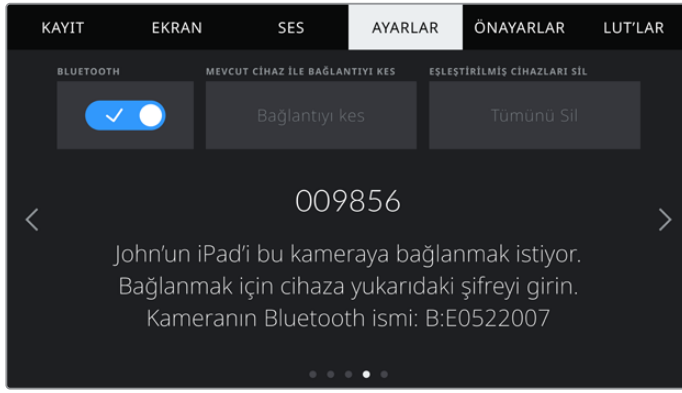 KAYIT EKRAN SES AYARLAR ÖNAYARLAR LUT'LAR
BLUETOOTH MEVCUT CİHAZ İLE BAĞLANTIYI KES EŞLEŞTİRİLMİŞ CİHAZLARI SİL
Bağlantıyı kes Tümünü Sil
009856
John'un iPad'i bu kameraya bağlanmak istiyor.
Bağlanmak için cihaza yukarıdaki şifreyi girin.
Kameranın Bluetooth ismi: B:E0522007